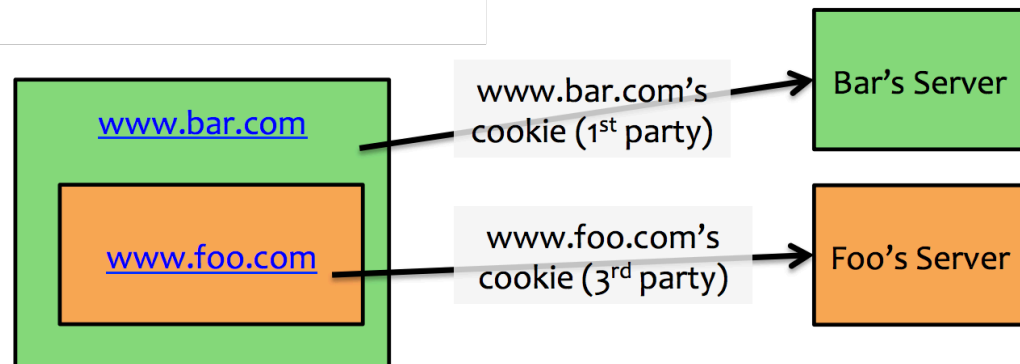 www.bar.com
www.foo.com
www.bar.com’s
cookie (1st party)
www.foo.com’s
cookie (3rd party)
Bar’s Server
Foo’s Server